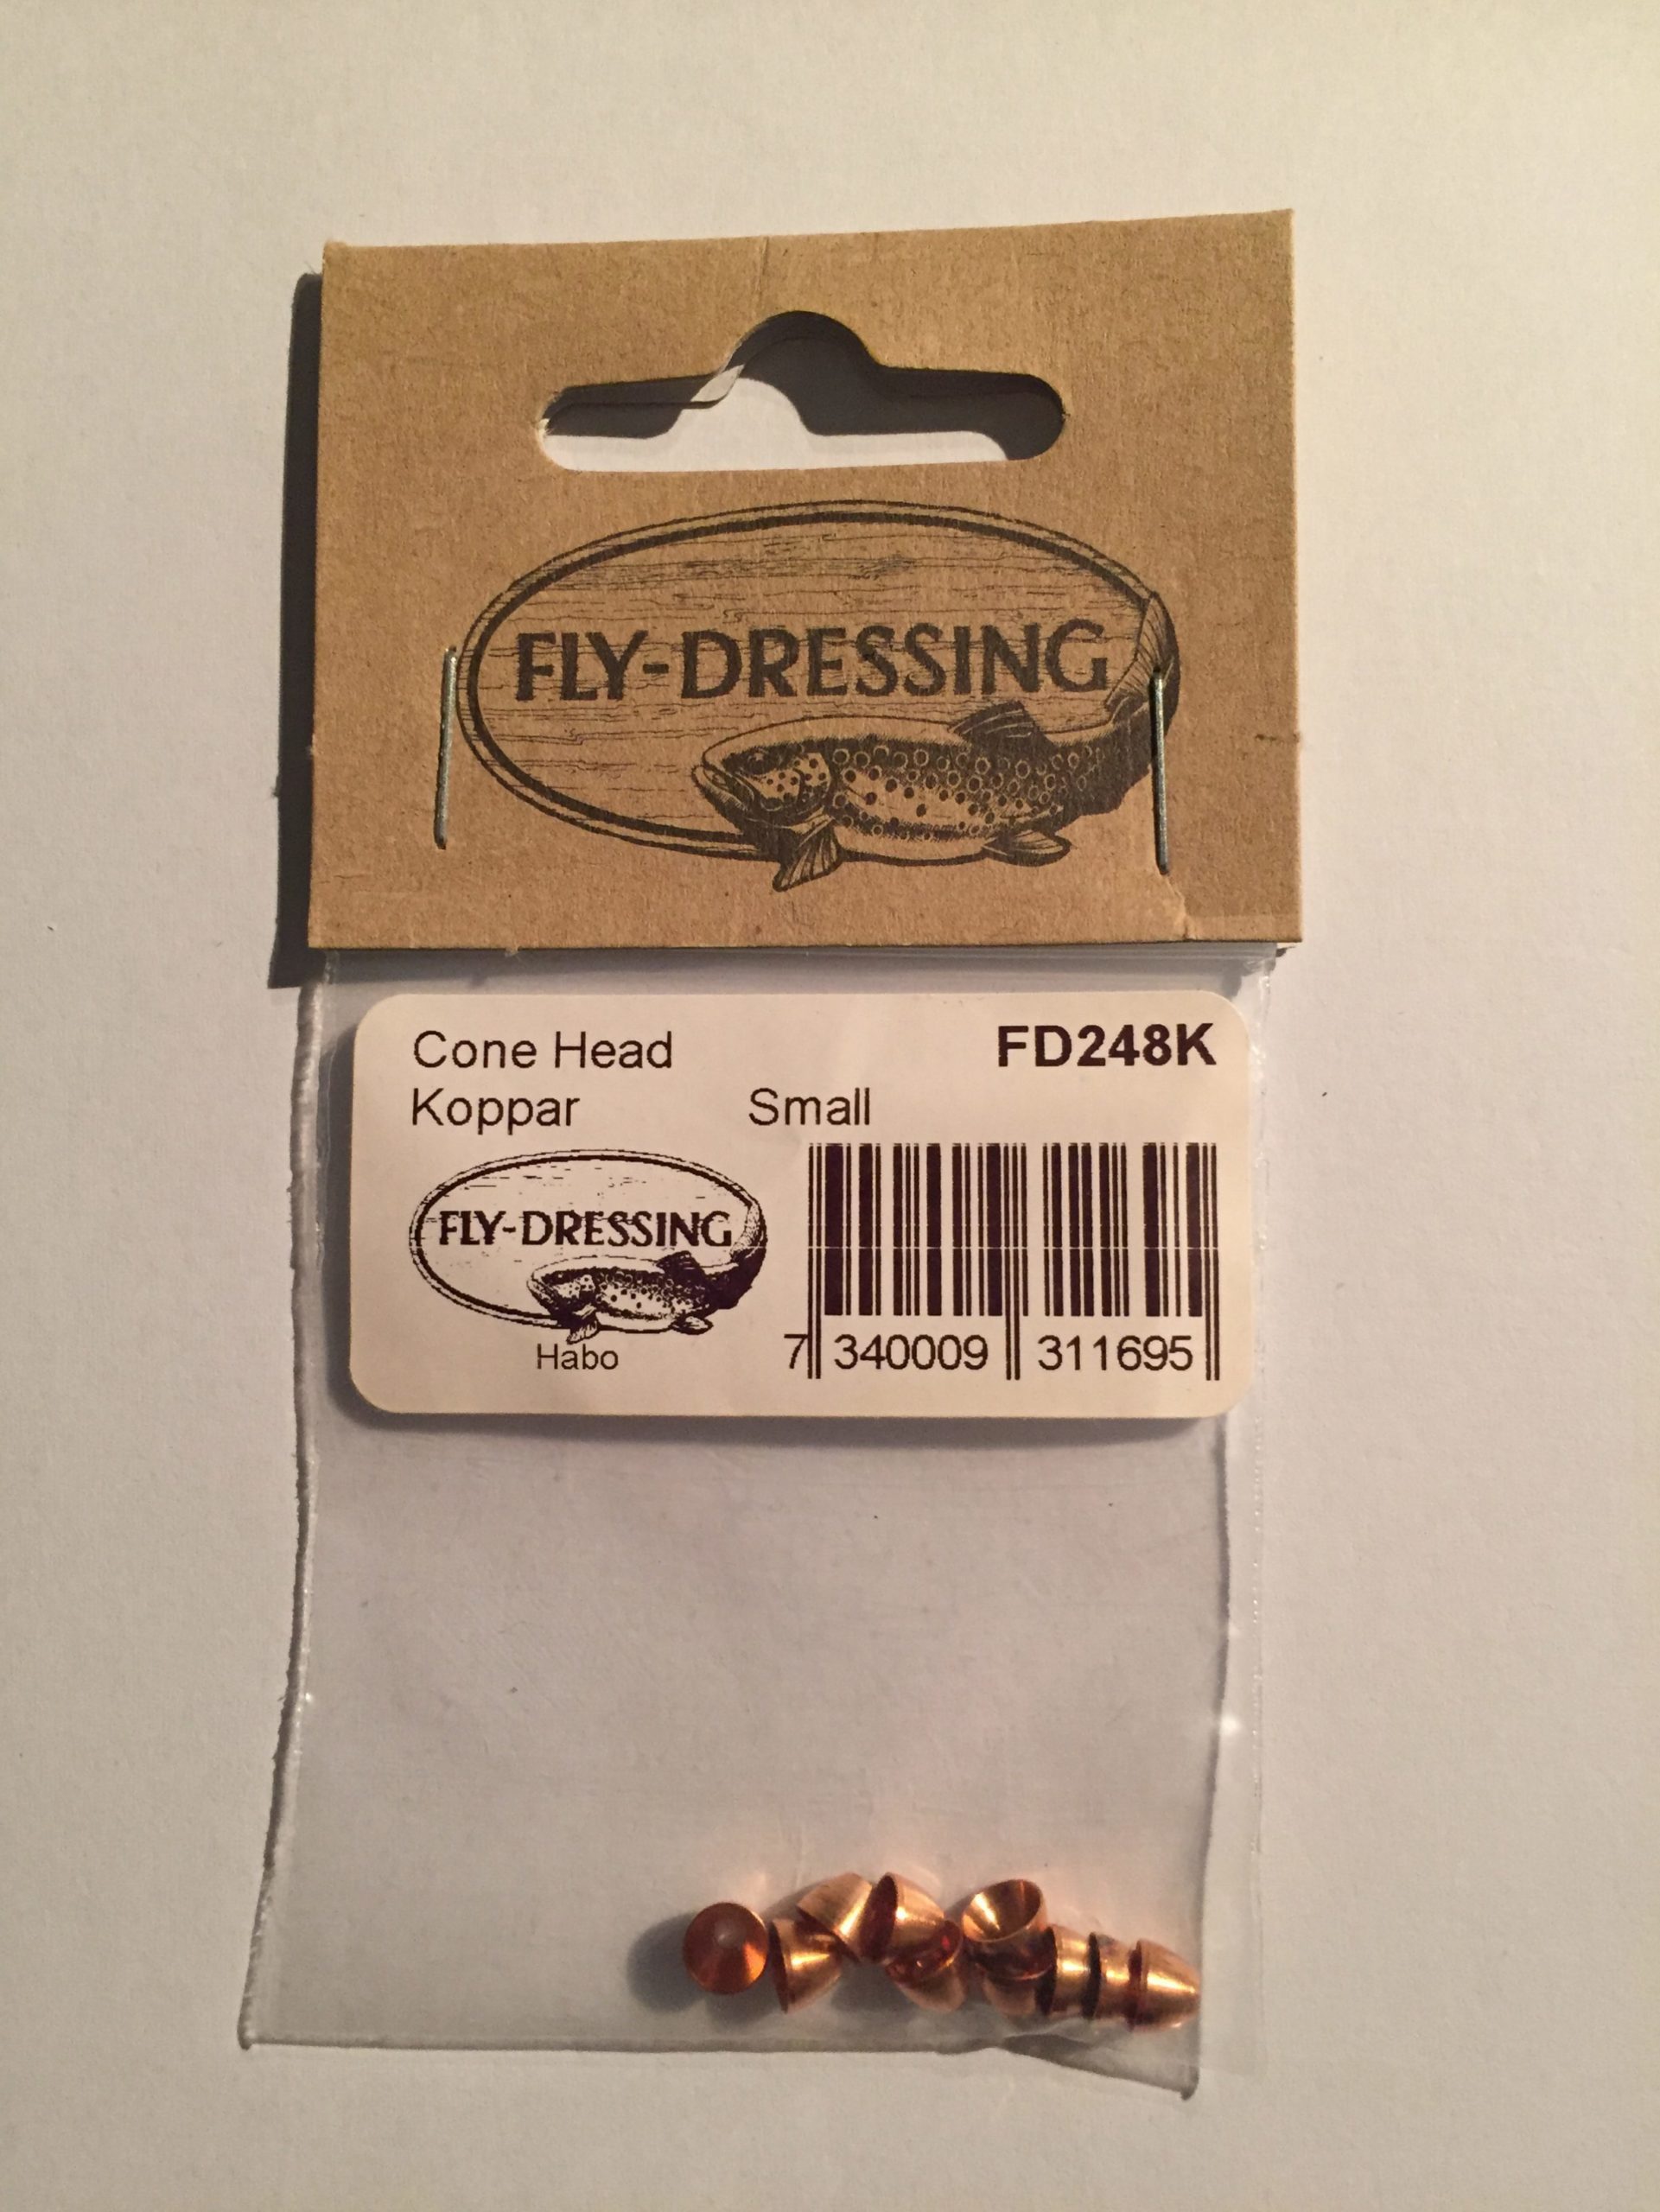 FLY-DRESSING
Cone Head FD248K
Koppar Small
FLY-DRESSING
Habo
7 340009 311695